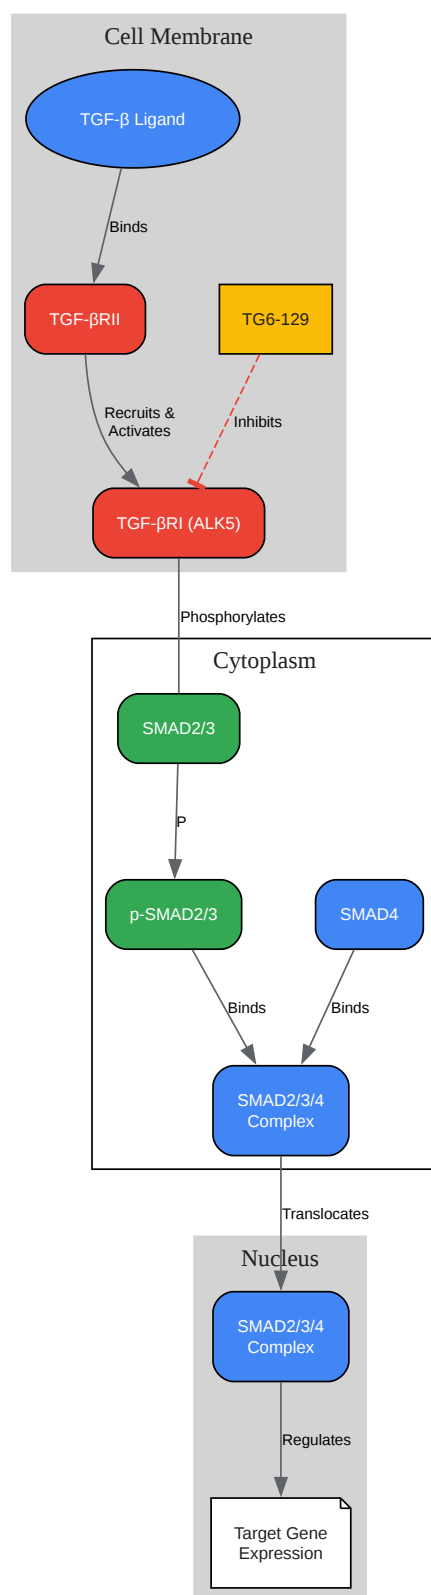 Cell Membrane
TGF-β Ligand
Binds
TGF-βRII
TG6-129
Recruits &
Activates
Inhibits
TGF-βRI (ALK5)
Phosphorylates
Cytoplasm
SMAD2/3
P
p-SMAD2/3
SMAD4
Binds
Binds
SMAD2/3/4
Complex
Translocates
Nucleus
SMAD2/3/4
Complex
Regulates
Target Gene
Expression